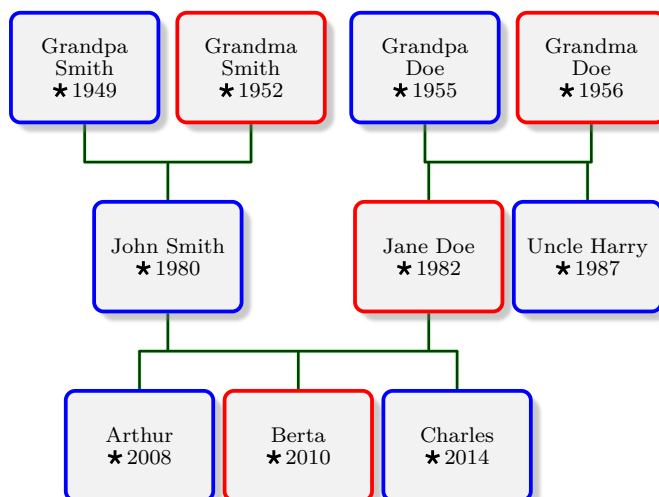 Grandpa
Smith
★1949
Grandma
Smith
★1952
Grandpa
Doe
★1955
Grandma
Doe
★1956
John Smith
★1980
Jane Doe
★1982
Uncle Harry
★1987
Arthur
★2008
Berta
★2010
Charles
★2014